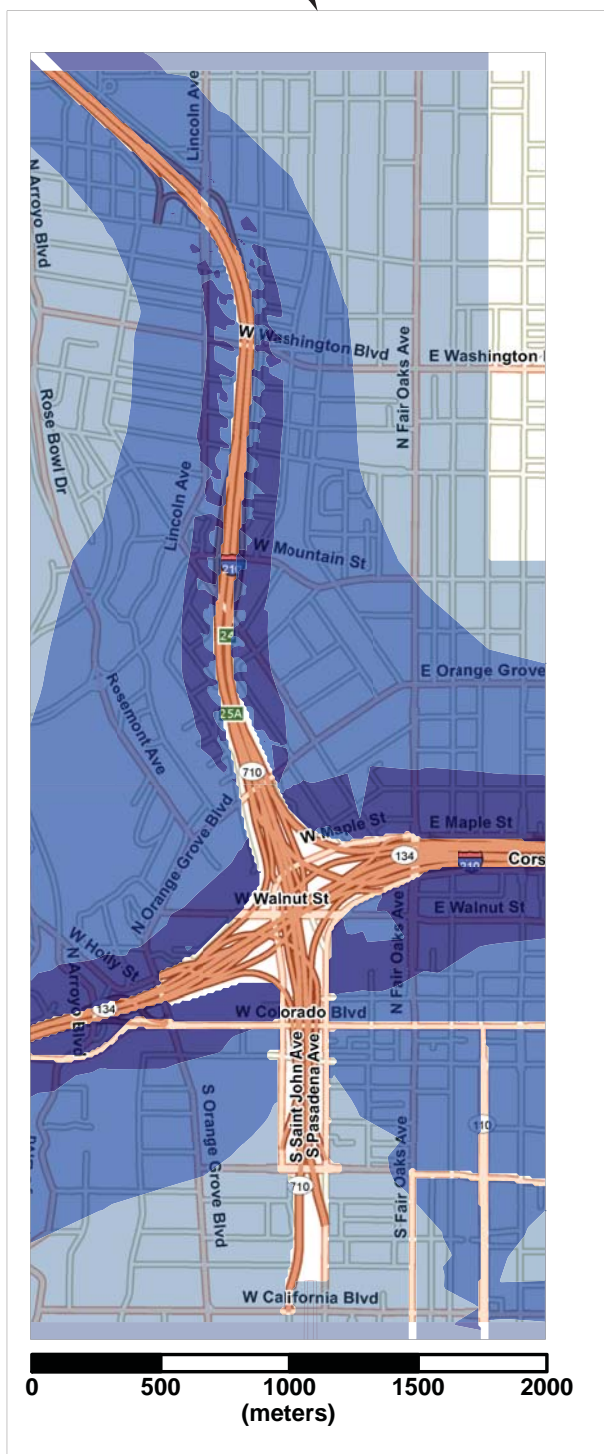 Lincoln Ave
N Arroyo Blvd
W Washington Blvd
E Washington
N Fair Oaks Ave
Rose Bowl Dr
Lincoln Ave
W Mountain St
210
24
E Orange Grove
Rosemont Ave
25A
710
N Orange Grove Blvd
W Maple St
E Maple St
134
210
Cors
W Walnut St
E Walnut St
W Holly St
N Arroyo Blvd
N Fair Oaks Ave
134
W Colorado Blvd
S Saint John Ave
S Pasadena Ave
S Orange Grove Blvd
S Fair Oaks Ave
110
710
W California Blvd
0 500 1000 1500 2000
(meters)